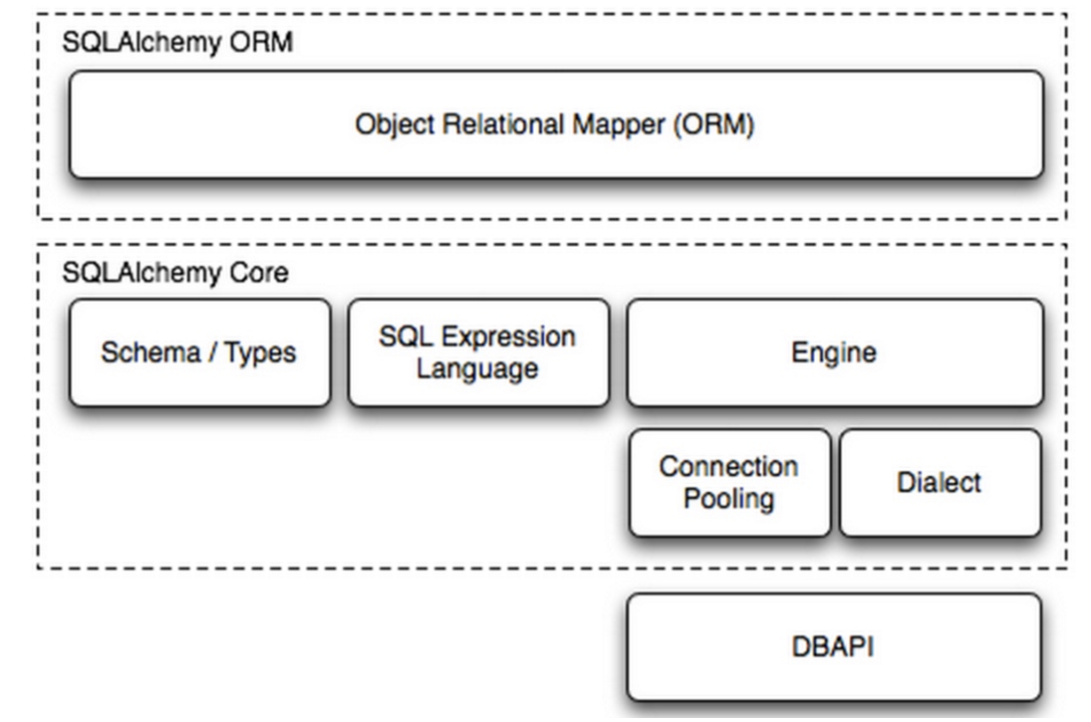 SQLAlchemy ORM
Object Relational Mapper (ORM)
SQLAlchemy Core
Schema / Types
SQL Expression
Language
Engine
Connection
Pooling
Dialect
DBAPI